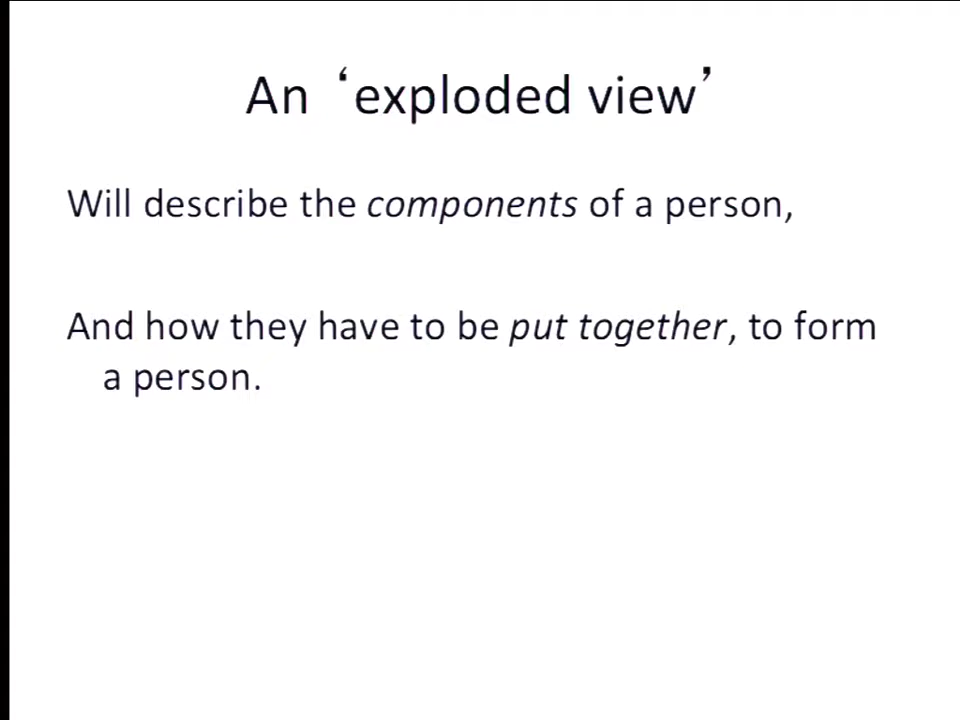 An ‘exploded view’
Will describe the components of a person,
And how they have to be put together, to form
a person.